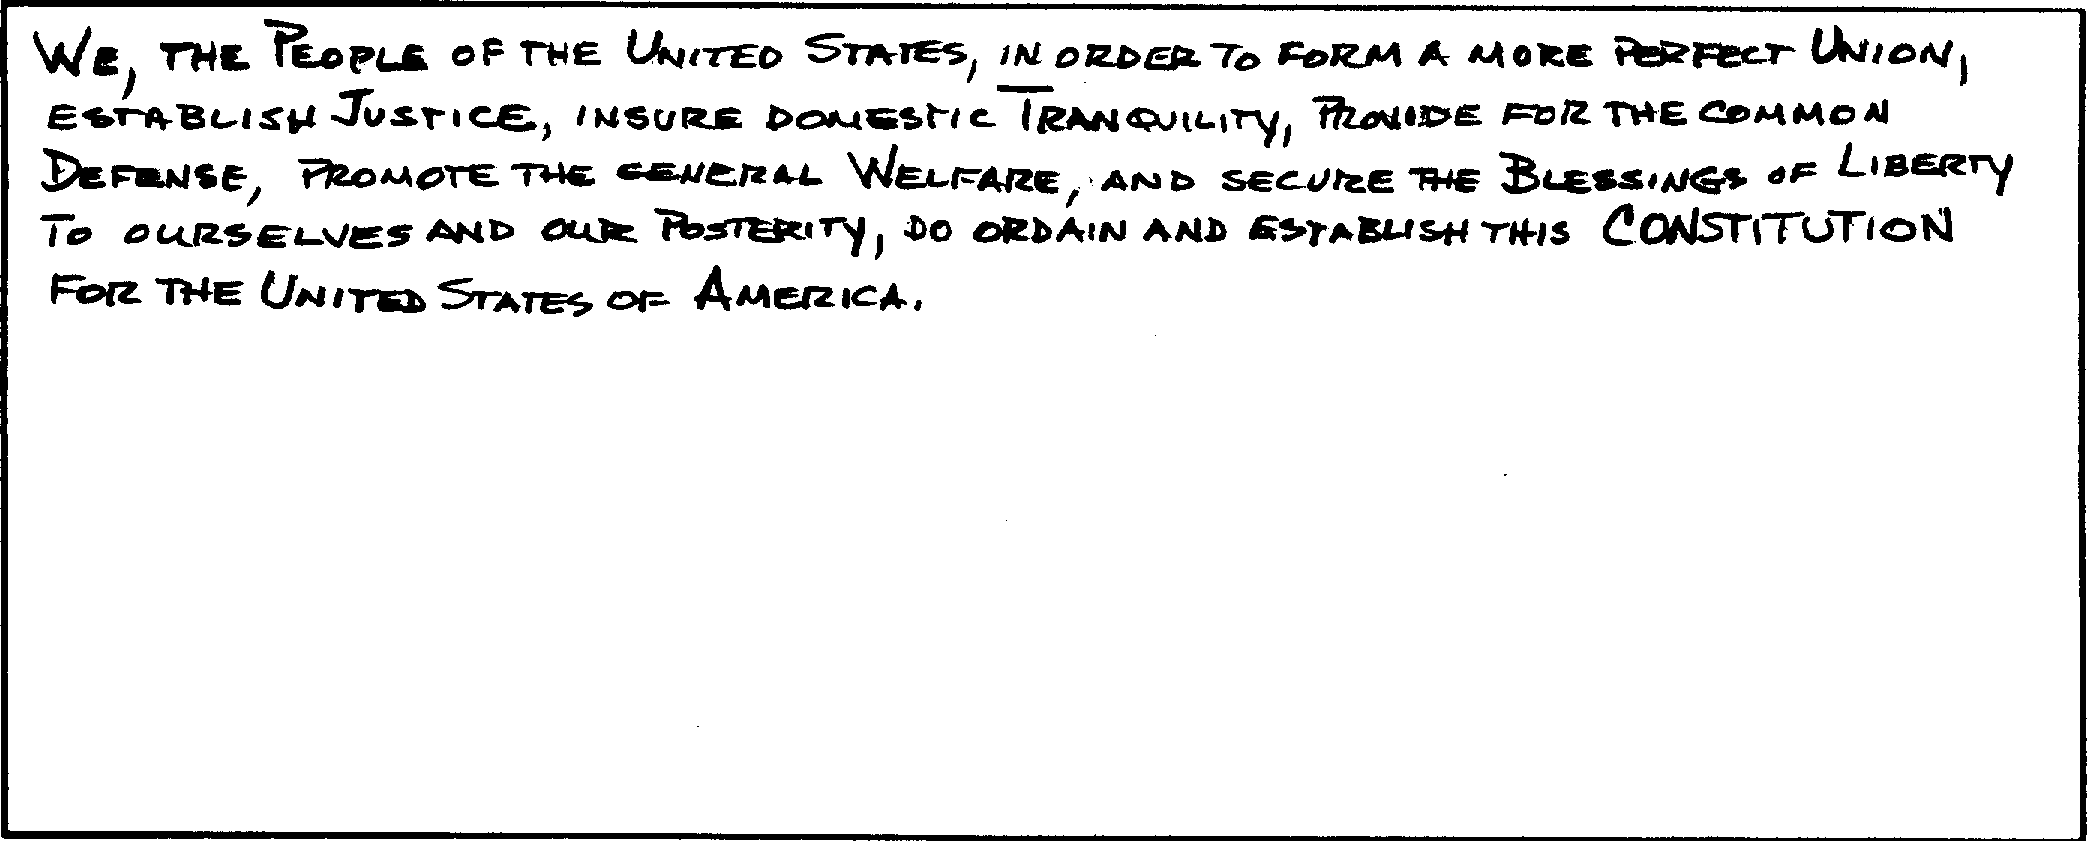 WE, THE PEOPLE OF THE UNITED STATES, IN ORDER TO FORM A MORE PERFECT UNION,
ESTABLISH JUSTICE, INSURE DOMESTIC TRANQUILITY, PROVIDE FOR THE COMMON
DEFENSE, PROMOTE THE GENERAL WELFARE, AND SECURE THE BLESSINGS OF LIBERTY
TO OURSELVES AND OUR POSTERITY, DO ORDAIN AND ESTABLISH THIS CONSTITUTION
FOR THE UNITED STATES OF AMERICA.